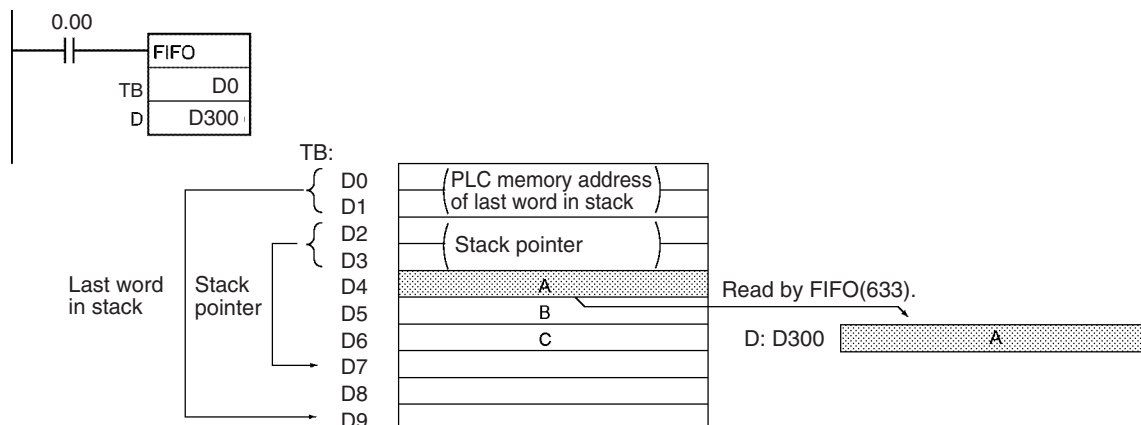 0.00
FIFO
TB D0
D D300
TB:
D0
D1
D2
D3
D4
D5
D6
D7
D8
D9
PLC memory address
of last word in stack
Stack pointer
A
B
C
Last word
in stack
Stack
pointer
Read by FIFO(633).
D: D300
A